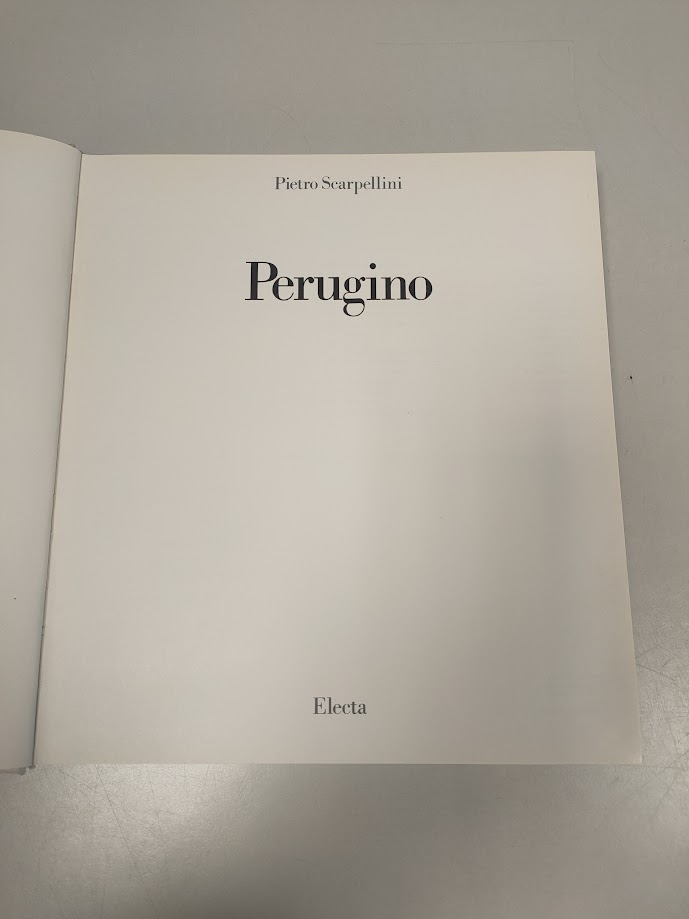 Pietro Scarpellini
Perugino
Electa